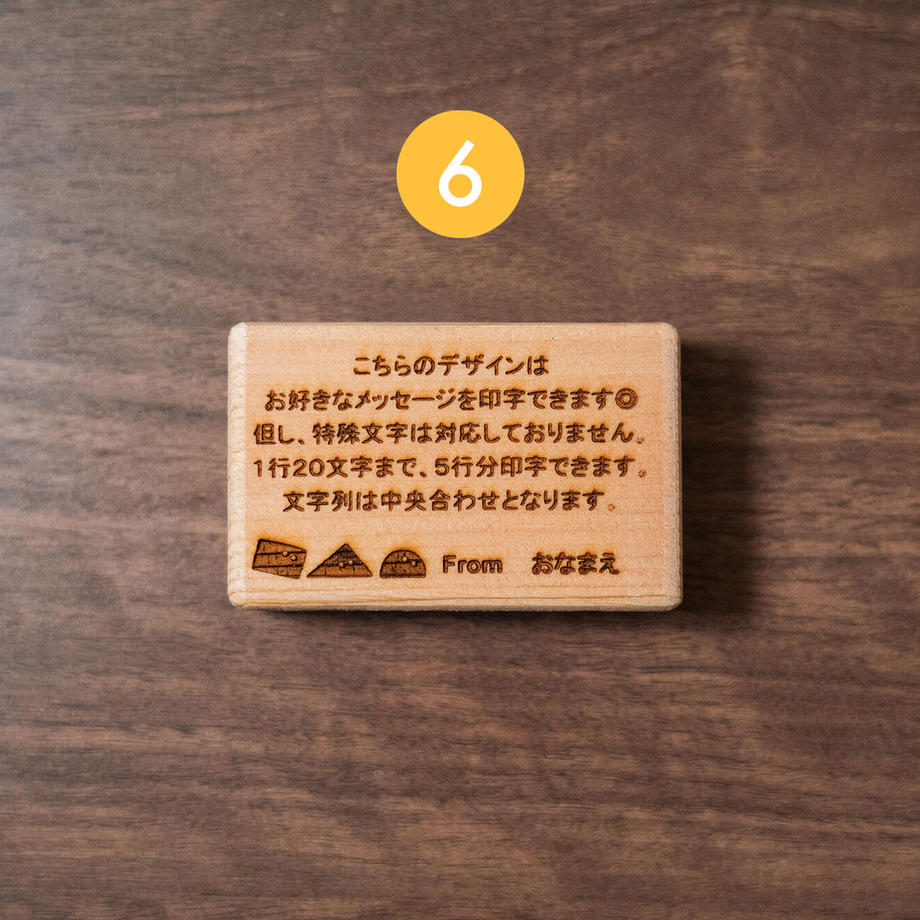 6
こちらのデザインは
お好きなメッセージを印字できます◎
但し、特殊文字は対応しておりません。
1行20文字まで、5行分印字できます。
文字列は中央合わせとなります。
From おなまえ